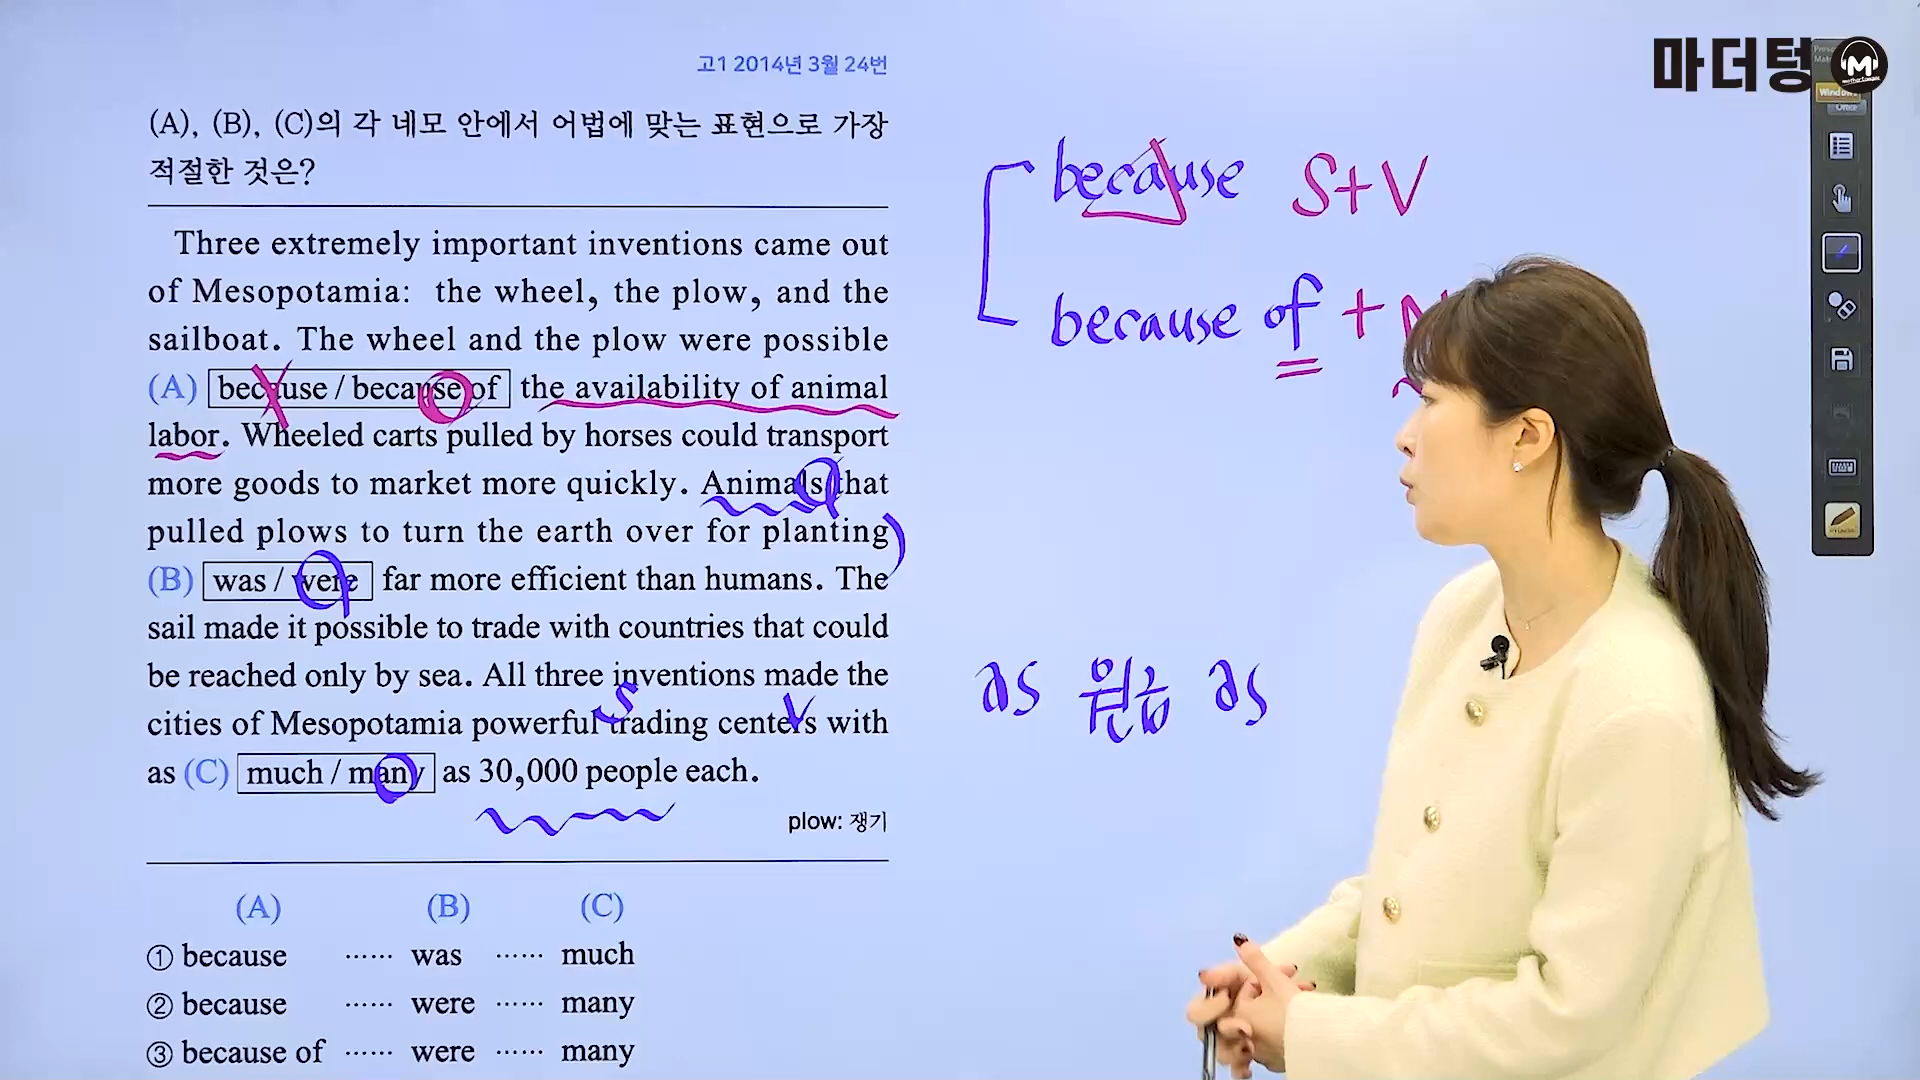 마더텅
고1 2014년 3월 24번
(A), (B), (C)의 각 네모 안에서 어법에 맞는 표현으로 가장
적절한 것은?
Three extremely important inventions came out
of Mesopotamia: the wheel, the plow, and the
sailboat. The wheel and the plow were possible
(A) because / because of the availability of animal
labor. Wheeled carts pulled by horses could transport
more goods to market more quickly. Animals that
pulled plows to turn the earth over for planting
(B) was / were far more efficient than humans. The
sail made it possible to trade with countries that could
be reached only by sea. All three inventions made the
cities of Mesopotamia powerful trading centers with
as (C) much / many as 30,000 people each.
plow: 쟁기
(A) (B) (C)
① because ······ was ······ much
② because ······ were ······ many
③ because of ······ were ······ many
because S+V
because of + N
as 원급 as
S
V
M
Windows
Office